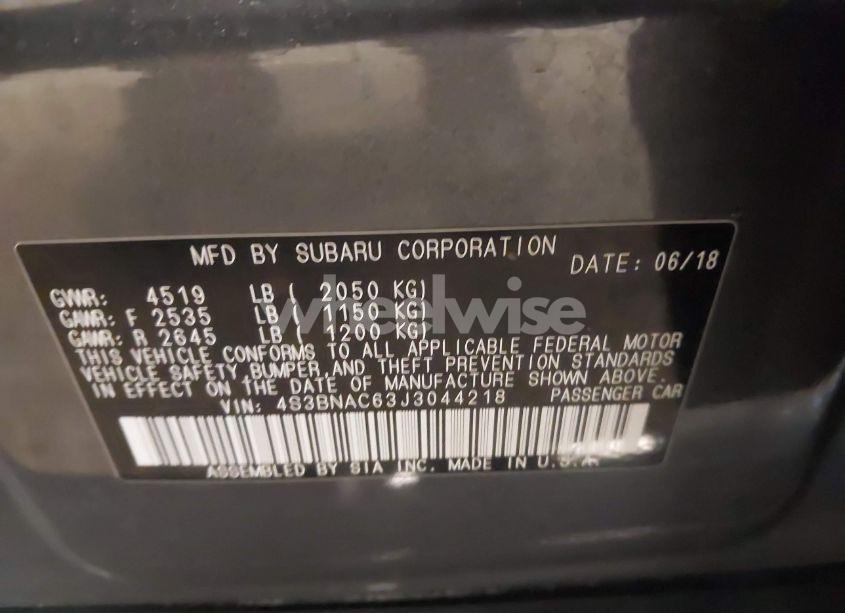 MFD BY SUBARU CORPORATION DATE: 06/18
GVWR: 4519 LB ( 2050 KG)
GAWR: F 2535 LB ( 1150 KG)
GAWR: R 2645 LB ( 1200 KG)
THIS VEHICLE CONFORMS TO ALL APPLICABLE FEDERAL MOTOR
VEHICLE SAFETY, BUMPER, AND THEFT PREVENTION STANDARDS
IN EFFECT ON THE DATE OF MANUFACTURE SHOWN ABOVE.
VIN: 4S3BNAC63J3044218 PASSENGER CAR
ASSEMBLED BY SIA INC. MADE IN U.S.A.
wheelwise